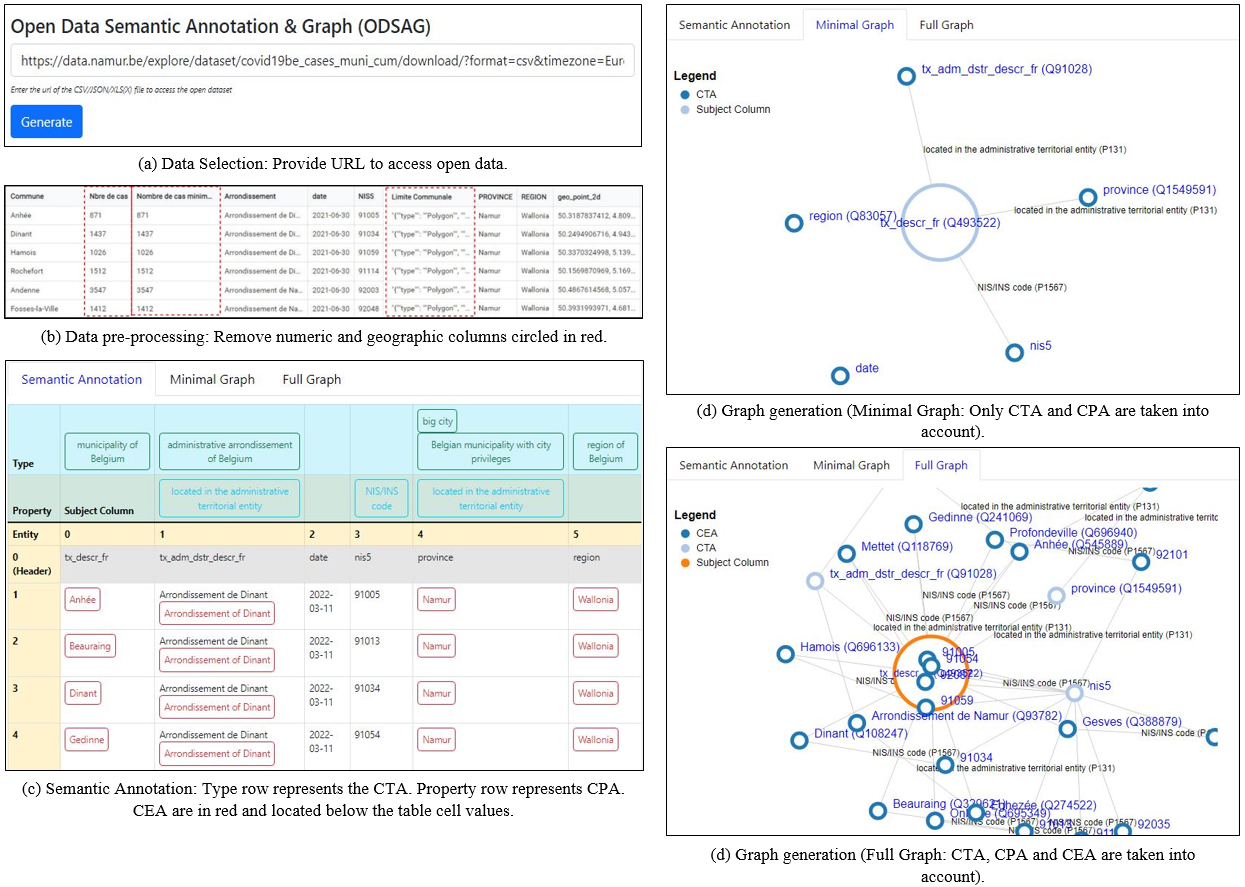 Open Data Semantic Annotation & Graph (ODSAG)
https://data.namur.be/explore/dataset/covid19be_cases_muni_cum/download/?format=csv&timezone=Eur
Enter the url of the CSV/JSON/XLS(X) file to access the open dataset
Generate
(a) Data Selection: Provide URL to access open data.
Commune Nbre de cas Nombre de cas minim... Arrondissement date NIS5 Limite Communale PROVINCE REGION geo_point_2d
Anhée 871 871 Arrondissement de Di... 2021-06-30 91005 "{"type": ""Polygon"", ""... Namur Wallonia 50.3187837412, 4.809...
Dinant 1437 1437 Arrondissement de Di... 2021-06-30 91034 "{"type": ""Polygon"", ""... Namur Wallonia 50.2494906716, 4.943...
Hamois 1026 1026 Arrondissement de Di... 2021-06-30 91059 "{"type": ""Polygon"", ""... Namur Wallonia 50.3370324998, 5.139...
Rochefort 1512 1512 Arrondissement de Di... 2021-06-30 91114 "{"type": ""Polygon"", ""... Namur Wallonia 50.1569870969, 5.169...
Andenne 3547 3547 Arrondissement de Na... 2021-06-30 92003 "{"type": ""Polygon"", ""... Namur Wallonia 50.4867614568, 5.057...
Fosses-la-Ville 1412 1412 Arrondissement de Na... 2021-06-30 92048 "{"type": ""Polygon"", ""... Namur Wallonia 50.3931993971, 4.681...
(b) Data pre-processing: Remove numeric and geographic columns circled in red.
Semantic Annotation Minimal Graph Full Graph
big city
municipality of administrative arrondissement Belgian municipality with city region of
Belgium of Belgium privileges Belgium
Type
located in the administrative NIS/INS located in the administrative
territorial entity code territorial entity
Property Subject Column
Entity 0 1 2 3 4 5
0 tx_descr_fr tx_adm_dstr_descr_fr date nis5 province region
(Header)
1 Anhée Arrondissement de Dinant 2022- 91005 Namur Wallonia
Arrondissement of Dinant 03-11
2 Beauraing Arrondissement de Dinant 2022- 91013 Namur Wallonia
Arrondissement of Dinant 03-11
3 Dinant Arrondissement de Dinant 2022- 91034 Namur Wallonia
Arrondissement of Dinant 03-11
4 Gedinne Arrondissement de Dinant 2022- 91054 Namur Wallonia
Arrondissement of Dinant 03-11
(c) Semantic Annotation: Type row represents the CTA. Property row represents CPA.
CEA are in red and located below the table cell values.
Semantic Annotation Minimal Graph Full Graph
Legend
CTA
Subject Column
tx_adm_dstr_descr_fr (Q91028)
located in the administrative territorial entity (P131)
province (Q1549591)
located in the administrative territorial entity (P131)
region (Q83057)
tx_descr_fr (Q493522)
NIS/INS code (P1567)
nis5
date
(d) Graph generation (Minimal Graph: Only CTA and CPA are taken into
account).
Semantic Annotation Minimal Graph Full Graph
Legend
CEA
CTA
Subject Column
located in the administrative territorial entity (P131)
Gedinne (Q241069)
located in the administrative territc
Profondeville (Q696940)
Anhée (Q545889)
Mettet (Q118769)
NIS/INS code (P1567)
92101
tx_adm_dstr_descr_fr (Q91028)
province (Q1549591)
NIS/INS code (P1567)
NIS/INS code (P1567)
NIS/INS code (P1567)
located in the administrative territorial entity (P131)
located in the administrative territorial entity (P131)
Hamois (Q696133)
91005
91054
NIS/INS code (P1567)
nis5
91059
Arrondissement de Namur (Q93782)
Gesves (Q388879)
Dinant (Q108247)
NIS/INS code (P
NIS/INS code (P1567)
91034
located in the administrative territorial entity (P131)
Beauraing
(Q274522)
(Q695349)
NIS/INS code (P1567)
NIS/INS code (P1567)
92035
(d) Graph generation (Full Graph: CTA, CPA and CEA are taken into
account).